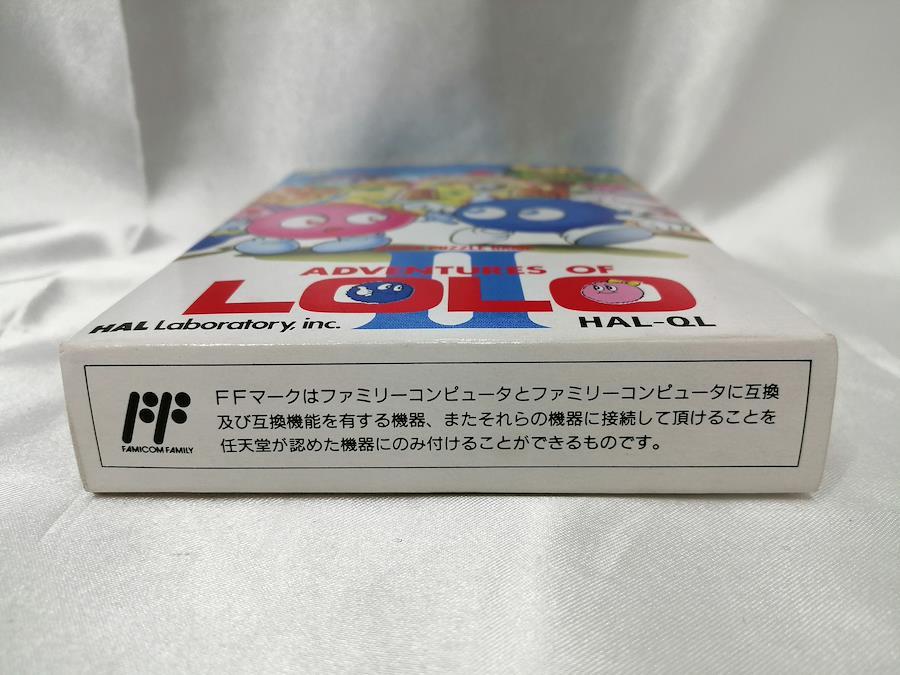 PUZZLE
ADVENTURES OF
LOLO
II
HAL Laboratory, inc.
HAL-QL
FF
FAMICOM FAMILY
FFマークはファミリーコンピュータとファミリーコンピュータに互換
及び互換機能を有する機器、またそれらの機器に接続して頂けることを
任天堂が認めた機器にのみ付けることができるものです。